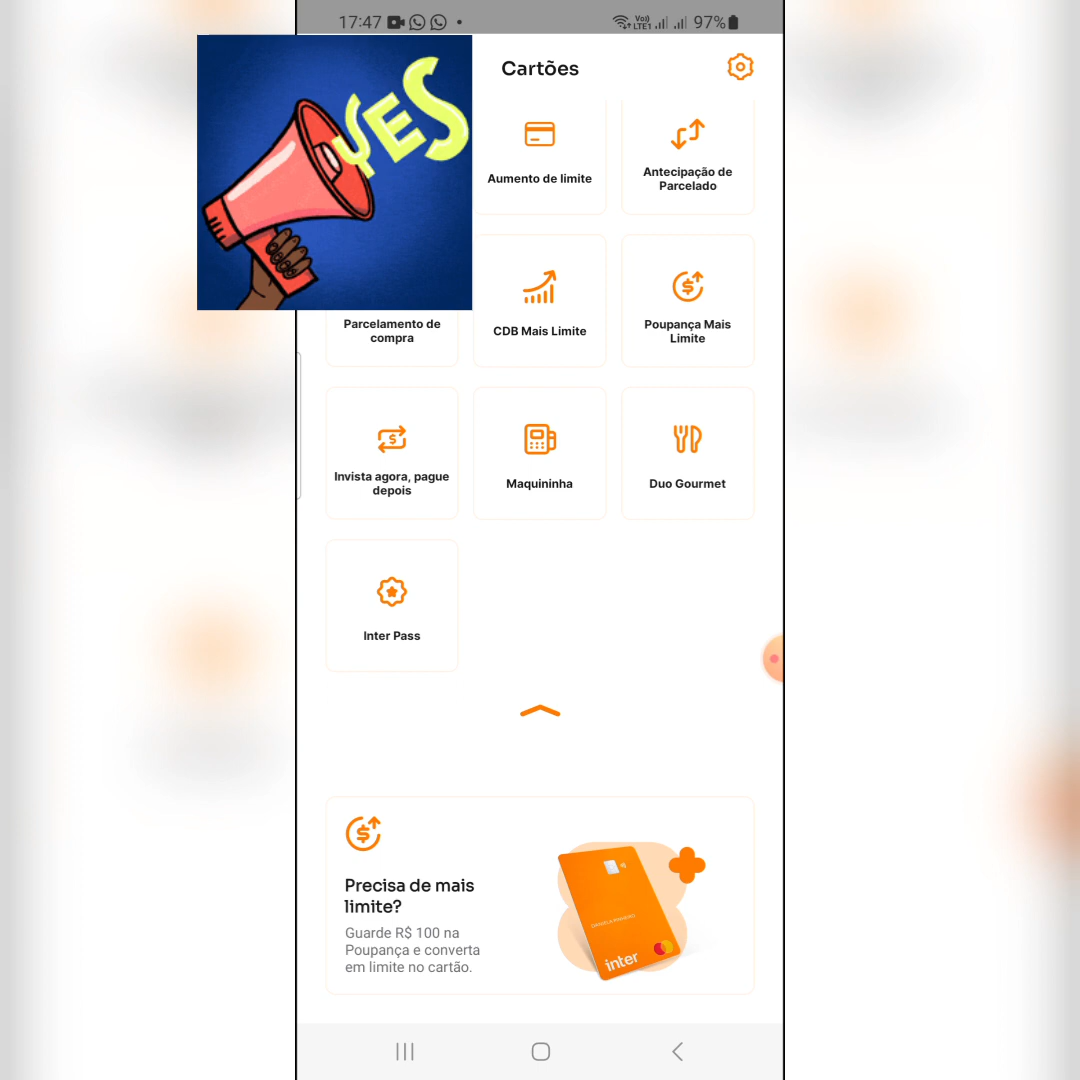 17:47
Vo)) LTE1
97%
YES
Cartões
Aumento de limite
Antecipação de
Parcelado
Parcelamento de
compra
CDB Mais Limite
Poupança Mais
Limite
Invista agora, pague
depois
Maquininha
Duo Gourmet
Inter Pass
Precisa de mais
limite?
Guarde R$ 100 na
Poupança e converta
em limite no cartão.
inter